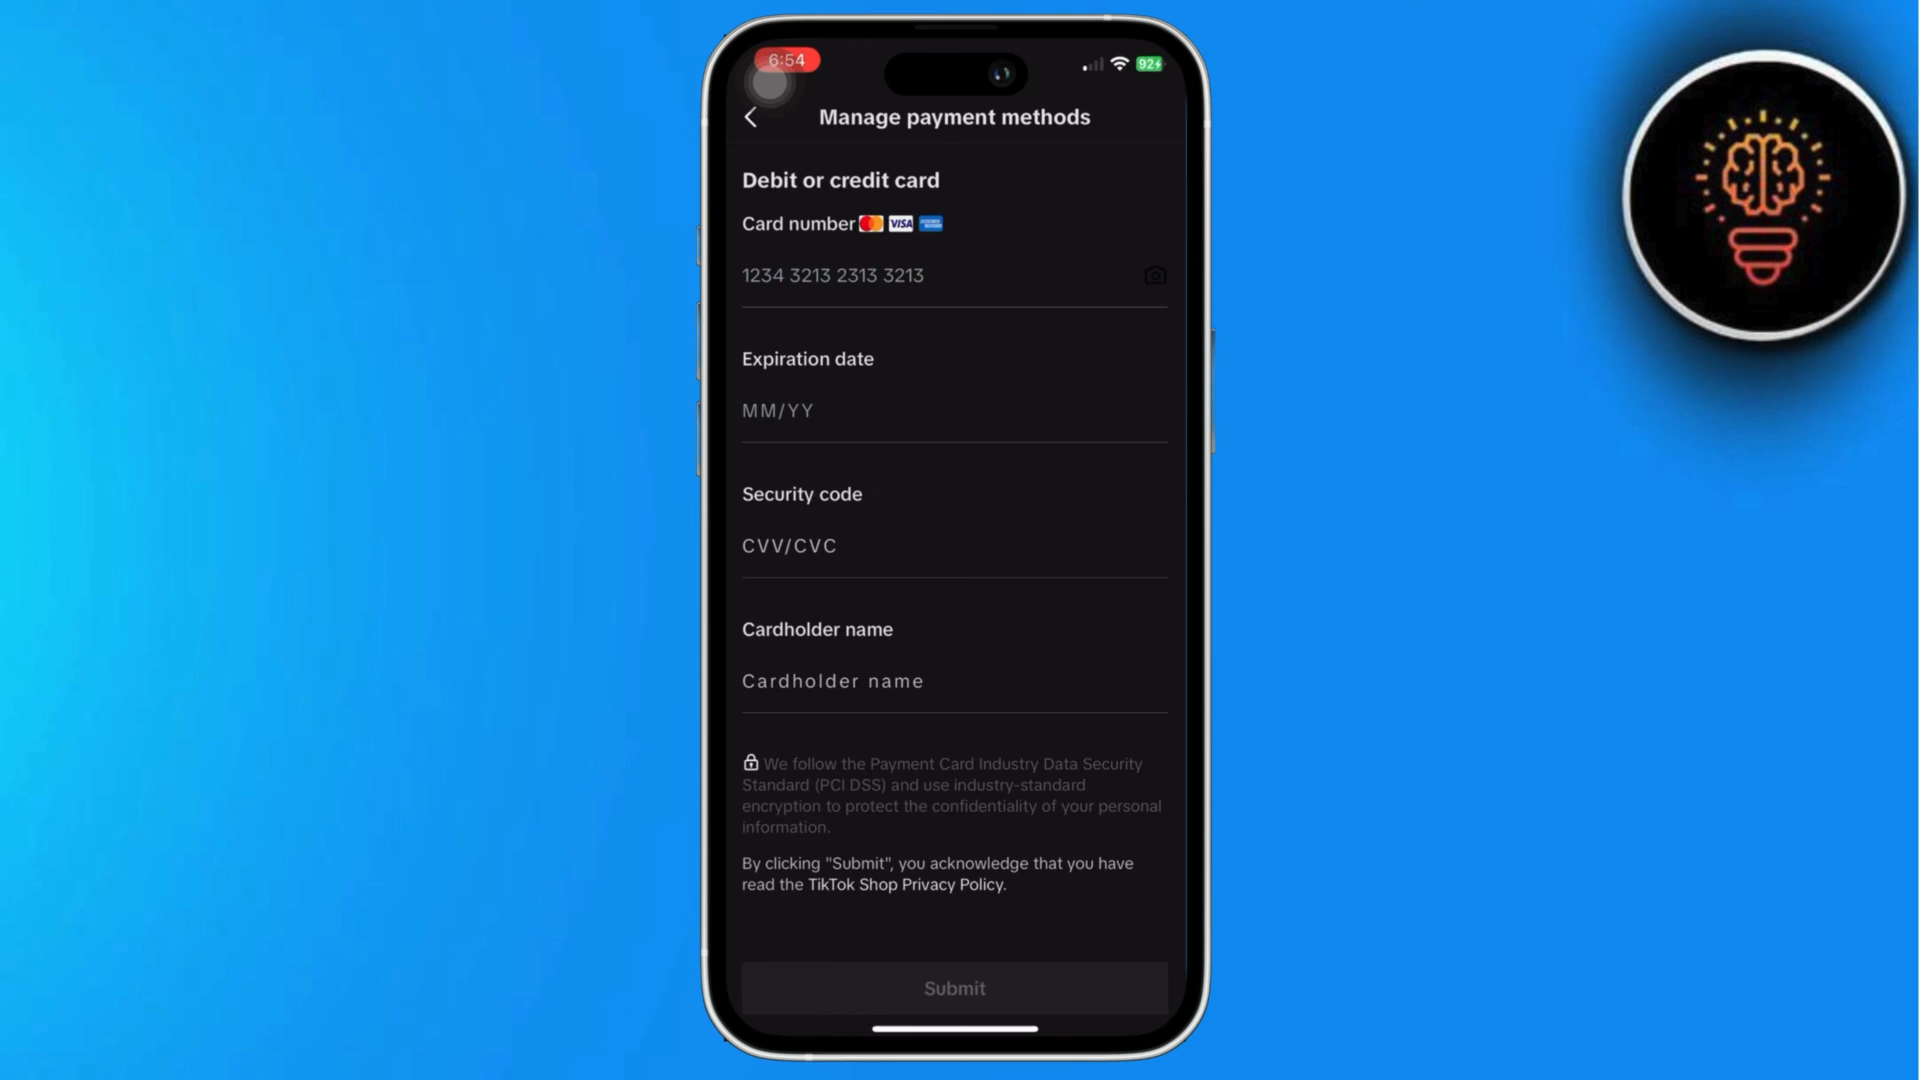 6:54
92
Manage payment methods
Debit or credit card
Card number VISA
1234 3213 2313 3213
Expiration date
MM/YY
Security code
CVV/CVC
Cardholder name
Cardholder name
We follow the Payment Card Industry Data Security
Standard (PCI DSS) and use industry-standard
encryption to protect the confidentiality of your personal
information.
By clicking "Submit", you acknowledge that you have
read the TikTok Shop Privacy Policy.
Submit